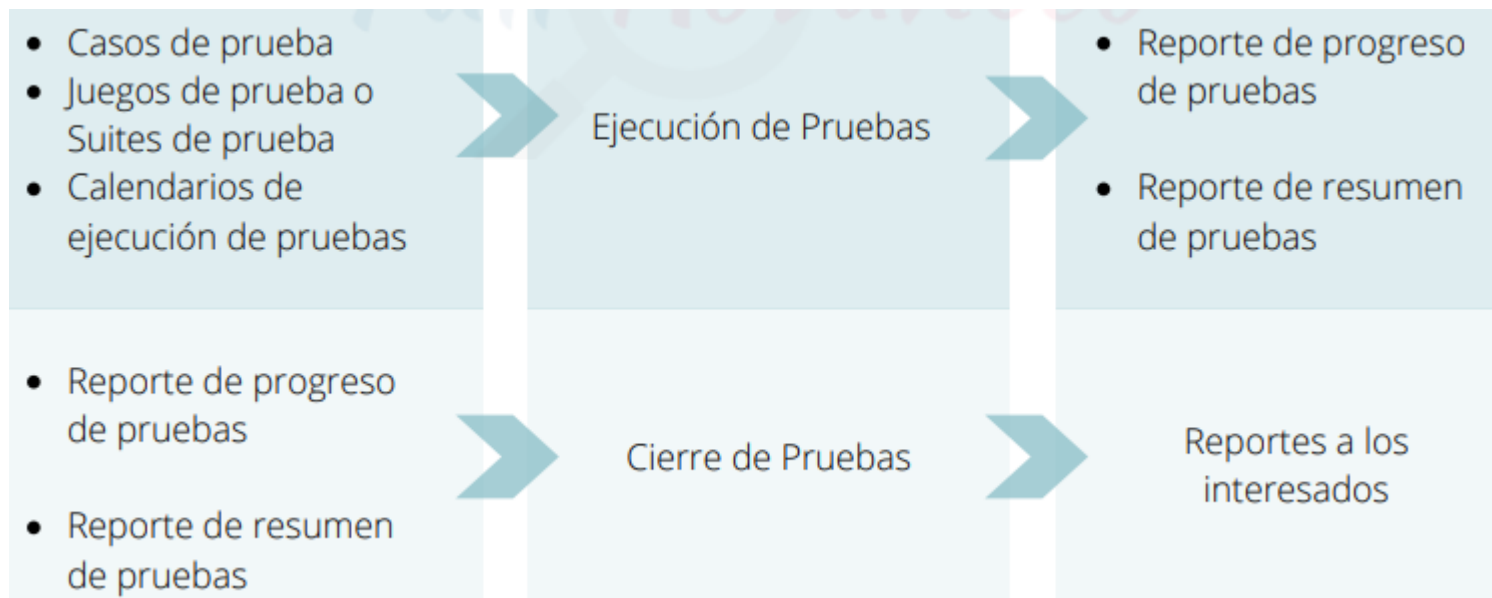 • Casos de prueba
• Juegos de prueba o
Suites de prueba
• Calendarios de
ejecución de pruebas
Ejecución de Pruebas
• Reporte de progreso
de pruebas
• Reporte de resumen
de pruebas
• Reporte de progreso
de pruebas
• Reporte de resumen
de pruebas
Cierre de Pruebas
Reportes a los
interesados